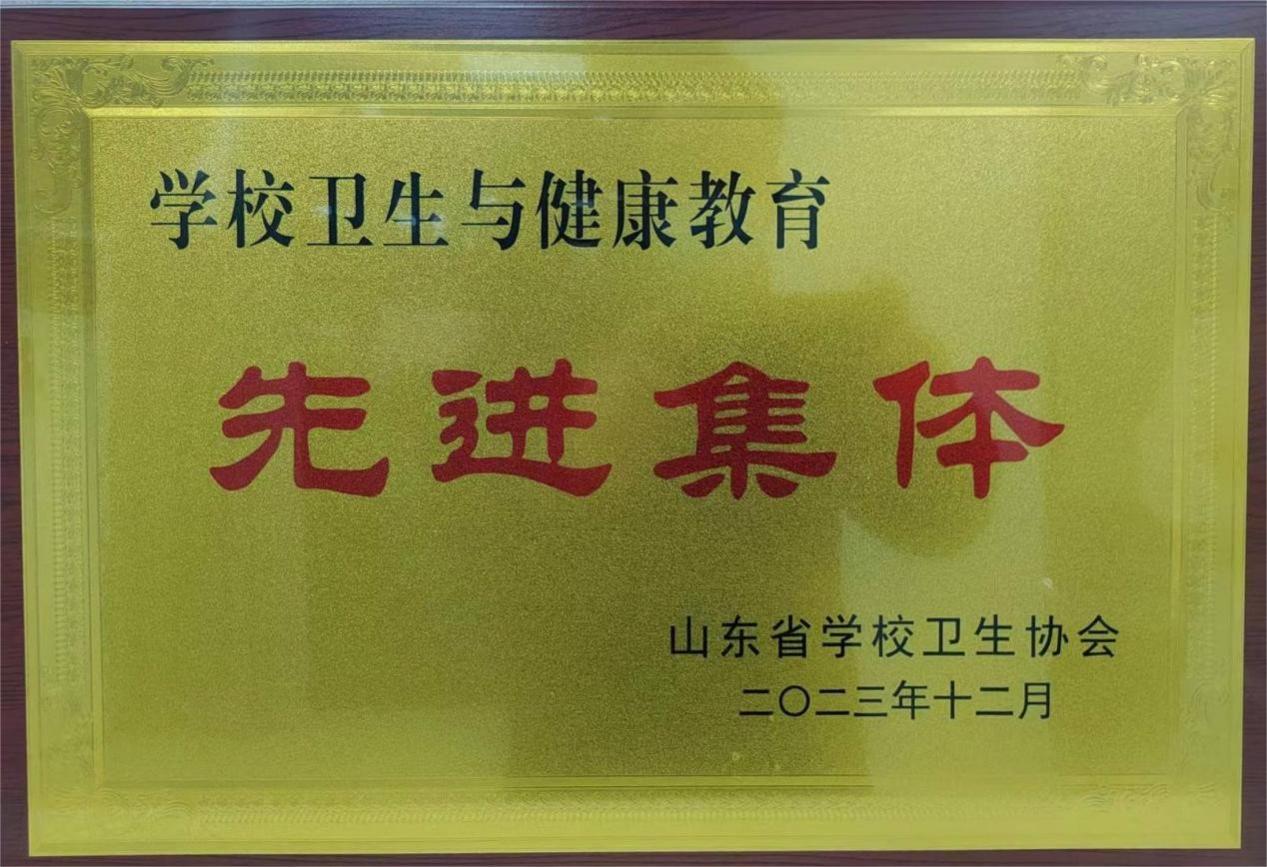 学校卫生与健康教育
先进集体
山东省学校卫生协会
二〇二三年十二月